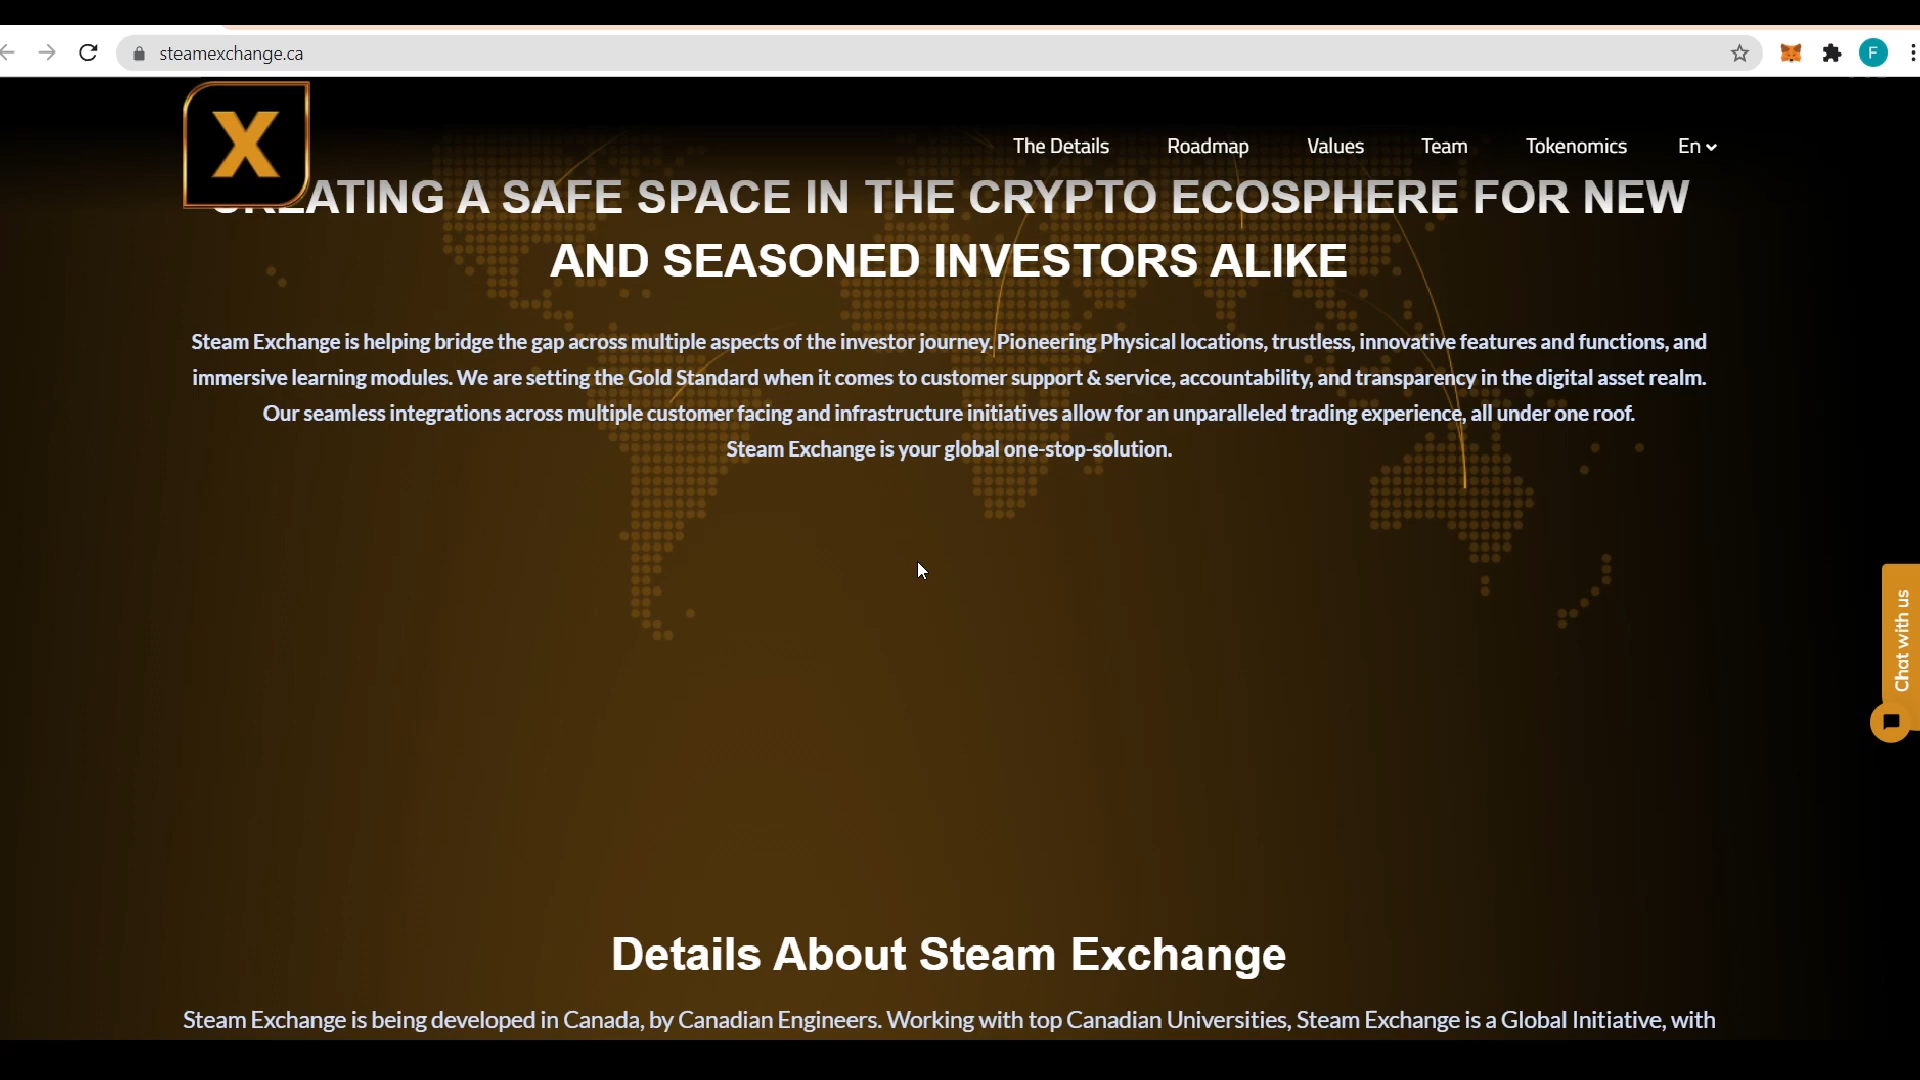 steamexchange.ca
F
X
The Details Roadmap Values Team Tokenomics En
CREATING A SAFE SPACE IN THE CRYPTO ECOSPHERE FOR NEW
AND SEASONED INVESTORS ALIKE
Steam Exchange is helping bridge the gap across multiple aspects of the investor journey. Pioneering Physical locations, trustless, innovative features and functions, and
immersive learning modules. We are setting the Gold Standard when it comes to customer support & service, accountability, and transparency in the digital asset realm.
Our seamless integrations across multiple customer facing and infrastructure initiatives allow for an unparalleled trading experience, all under one roof.
Steam Exchange is your global one-stop-solution.
Chat with us
Details About Steam Exchange
Steam Exchange is being developed in Canada, by Canadian Engineers. Working with top Canadian Universities, Steam Exchange is a Global Initiative, with